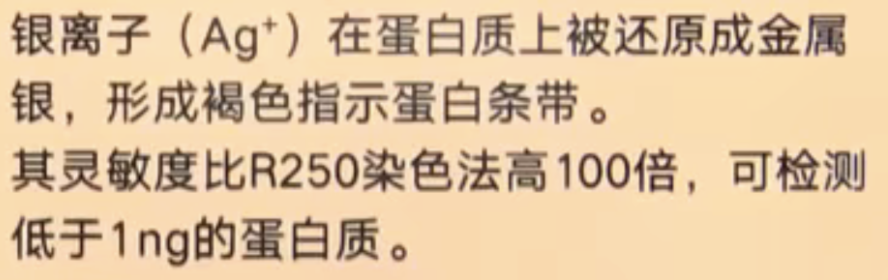 银离子（Ag⁺）在蛋白质上被还原成金属
银，形成褐色指示蛋白条带。
其灵敏度比R250染色法高100倍，可检测
低于1ng的蛋白质。